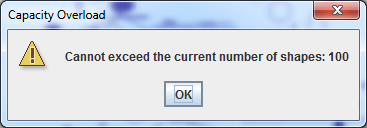 Capacity Overload
Cannot exceed the current number of shapes: 100
OK